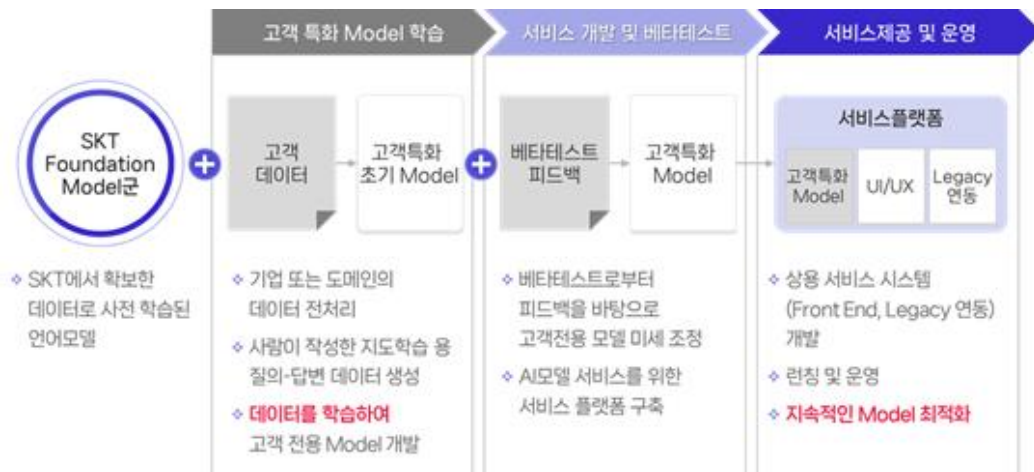 고객 특화 Model 학습
서비스 개발 및 베타테스트
서비스제공 및 운영
SKT
Foundation
Model군
고객
데이터
고객특화
초기 Model
베타테스트
피드백
고객특화
Model
서비스플랫폼
고객특화
Model
UI/UX
Legacy
연동
SKT에서 확보한
데이터로 사전 학습된
언어모델
기업 또는 도메인의
데이터 전처리
사람이 작성한 지도학습 용
질의-답변 데이터 생성
데이터를 학습하여
고객 전용 Model 개발
베타테스트로부터
피드백을 바탕으로
고객전용 모델 미세 조정
AI모델 서비스를 위한
서비스 플랫폼 구축
상용 서비스 시스템
(Front End, Legacy 연동)
개발
런칭 및 운영
지속적인 Model 최적화